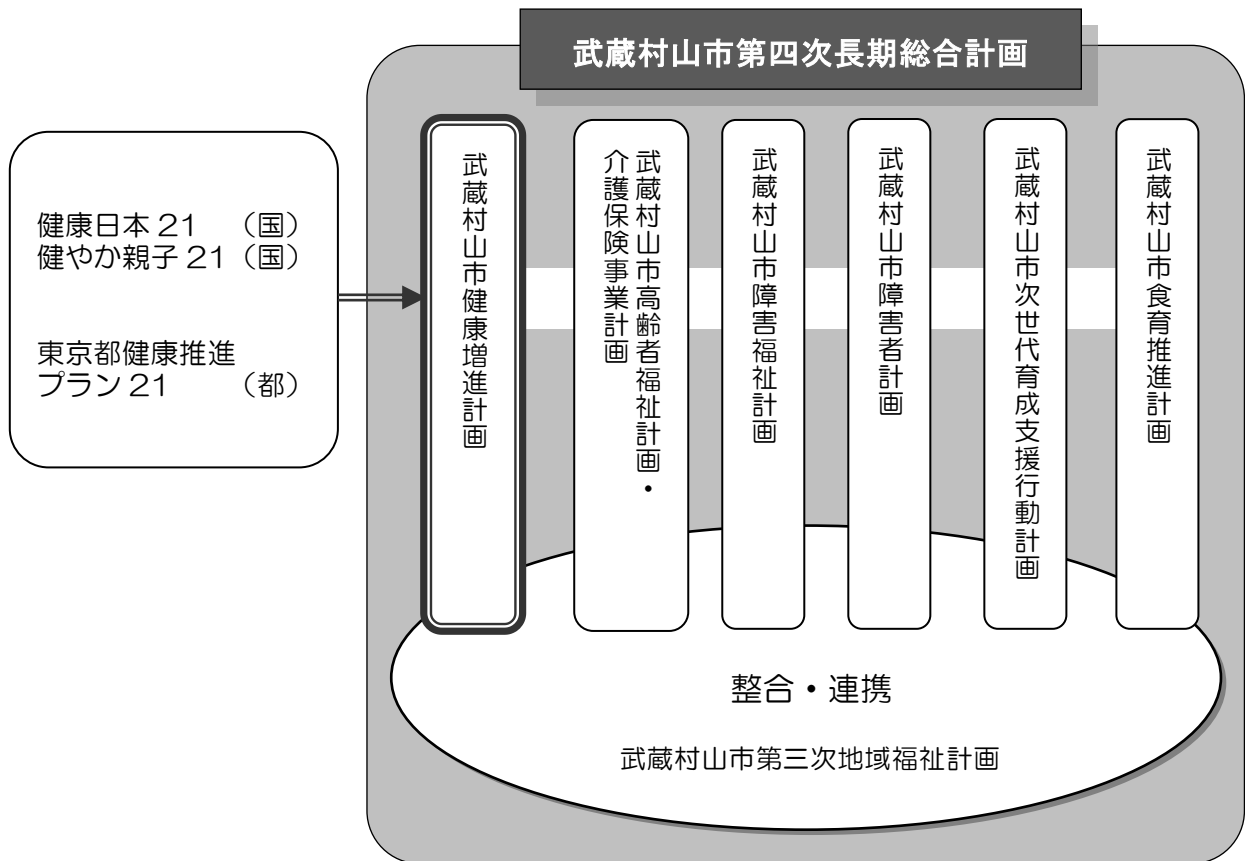 武蔵村山市第四次長期総合計画
健康日本21　（国）
健やか親子21（国）
東京都健康推進
プラン21　　（都）
武蔵村山市健康増進計画
武蔵村山市高齢者福祉計画・
介護保険事業計画
武蔵村山市障害福祉計画
武蔵村山市障害者計画
武蔵村山市次世代育成支援行動計画
武蔵村山市食育推進計画
整合・連携
武蔵村山市第三次地域福祉計画